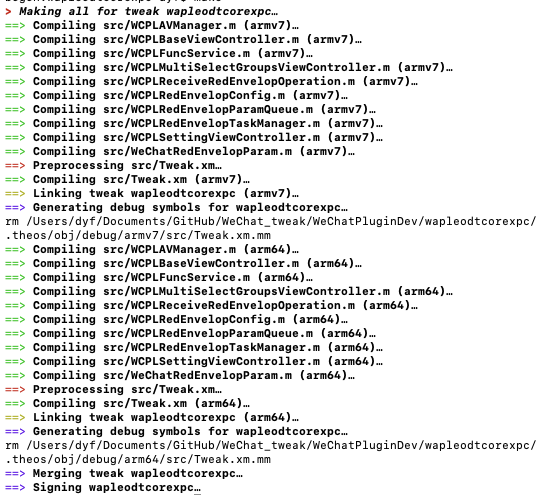 > Making all for tweak wapleodtcorexpc…
==> Compiling src/WCPLAVManager.m (armv7)…
==> Compiling src/WCPLBaseViewController.m (armv7)…
==> Compiling src/WCPLFuncService.m (armv7)…
==> Compiling src/WCPLMultiSelectGroupsViewController.m (armv7)…
==> Compiling src/WCPLReceiveRedEnvelopOperation.m (armv7)…
==> Compiling src/WCPLRedEnvelopConfig.m (armv7)…
==> Compiling src/WCPLRedEnvelopParamQueue.m (armv7)…
==> Compiling src/WCPLRedEnvelopTaskManager.m (armv7)…
==> Compiling src/WCPLSettingViewController.m (armv7)…
==> Compiling src/WeChatRedEnvelopParam.m (armv7)…
==> Preprocessing src/Tweak.xm…
==> Compiling src/Tweak.xm (armv7)…
==> Linking tweak wapleodtcorexpc (armv7)…
==> Generating debug symbols for wapleodtcorexpc…
rm /Users/dyf/Documents/GitHub/WeChat_tweak/WeChatPluginDev/wapleodtcorexpc/
.theos/obj/debug/armv7/src/Tweak.xm.mm
==> Compiling src/WCPLAVManager.m (arm64)…
==> Compiling src/WCPLBaseViewController.m (arm64)…
==> Compiling src/WCPLFuncService.m (arm64)…
==> Compiling src/WCPLMultiSelectGroupsViewController.m (arm64)…
==> Compiling src/WCPLReceiveRedEnvelopOperation.m (arm64)…
==> Compiling src/WCPLRedEnvelopConfig.m (arm64)…
==> Compiling src/WCPLRedEnvelopParamQueue.m (arm64)…
==> Compiling src/WCPLRedEnvelopTaskManager.m (arm64)…
==> Compiling src/WCPLSettingViewController.m (arm64)…
==> Compiling src/WeChatRedEnvelopParam.m (arm64)…
==> Preprocessing src/Tweak.xm…
==> Compiling src/Tweak.xm (arm64)…
==> Linking tweak wapleodtcorexpc (arm64)…
==> Generating debug symbols for wapleodtcorexpc…
rm /Users/dyf/Documents/GitHub/WeChat_tweak/WeChatPluginDev/wapleodtcorexpc/
.theos/obj/debug/arm64/src/Tweak.xm.mm
==> Merging tweak wapleodtcorexpc…
==> Signing wapleodtcorexpc…